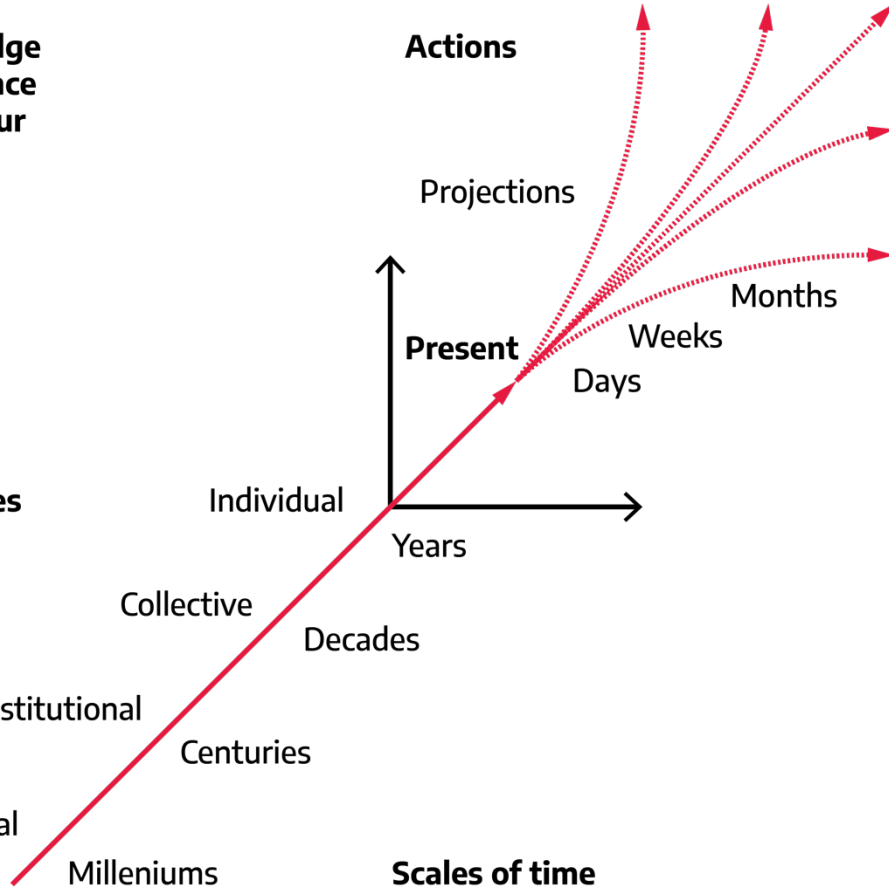 Actions
Projections
Present
Months
Weeks
Days
Individual
Years
Collective
Decades
Centuries
Milleniums
Scales of time